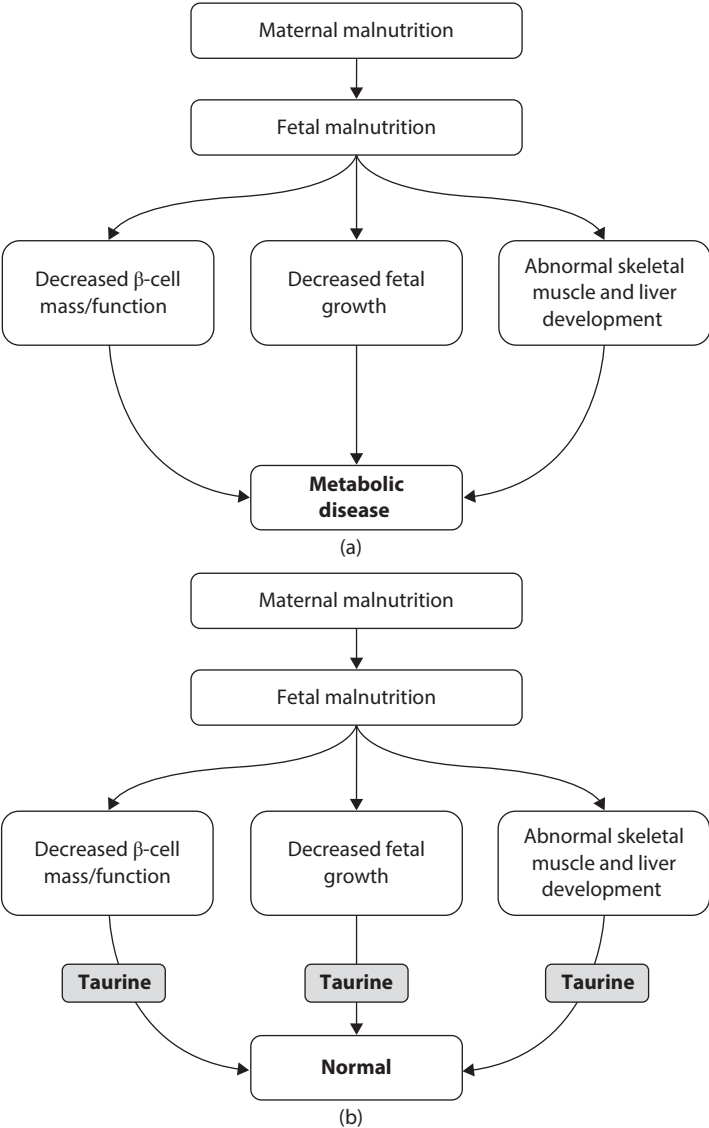 Maternal malnutrition
Fetal malnutrition
Decreased β-cell
mass/function
Decreased fetal
growth
Abnormal skeletal
muscle and liver
development
Metabolic
disease
(a)
Maternal malnutrition
Fetal malnutrition
Decreased β-cell
mass/function
Decreased fetal
growth
Abnormal skeletal
muscle and liver
development
Taurine
Taurine
Taurine
Normal
(b)